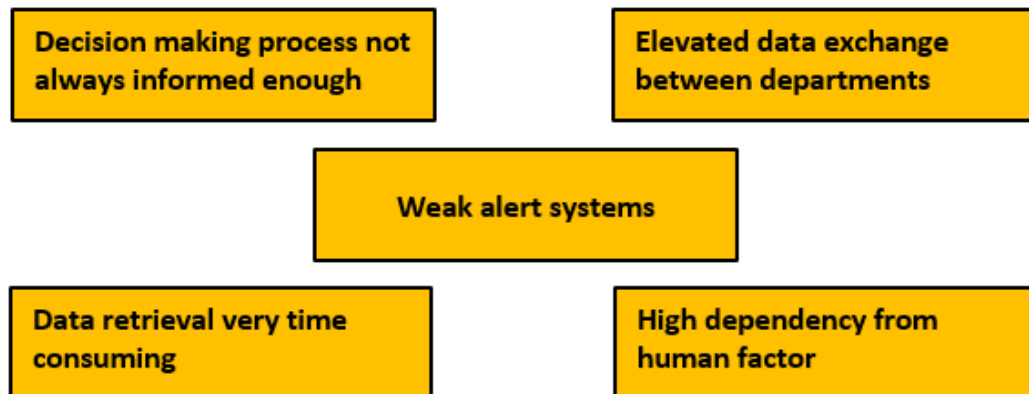 Decision making process not
always informed enough
Elevated data exchange
between departments
Weak alert systems
Data retrieval very time
consuming
High dependency from
human factor